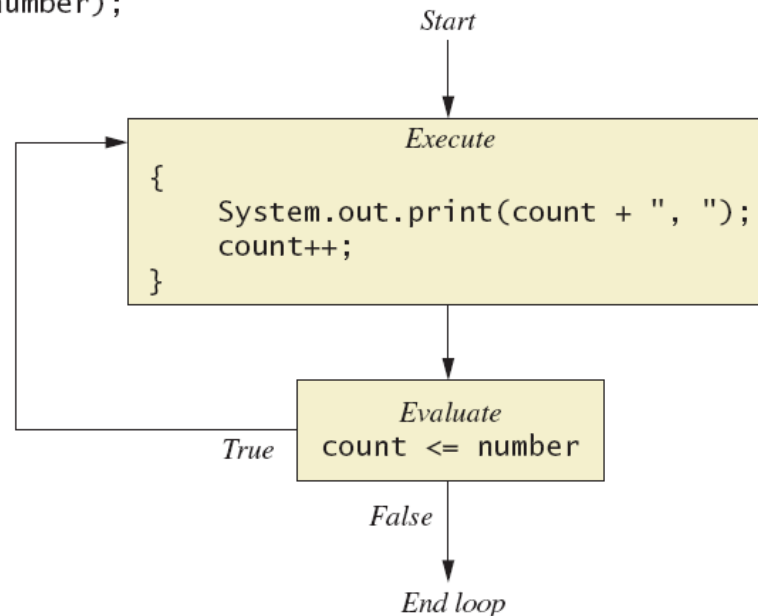 number);
Start
Execute
{
System.out.print(count + ", ");
count++;
}
Evaluate
count <= number
True
False
End loop